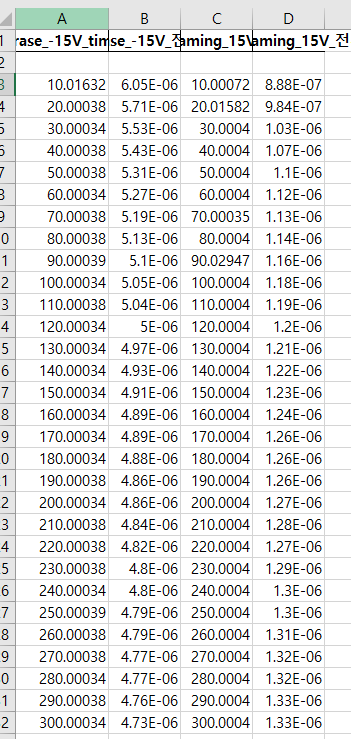 A B C D
1 rase_-15V_tim se_-15V_전 aming_15V aming_15V_전
2
3 10.01632 6.05E-06 10.00072 8.88E-07
4 20.00038 5.71E-06 20.01582 9.84E-07
5 30.00034 5.53E-06 30.0004 1.03E-06
6 40.00038 5.43E-06 40.0004 1.07E-06
7 50.00038 5.31E-06 50.0004 1.1E-06
8 60.00034 5.27E-06 60.0004 1.12E-06
9 70.00038 5.19E-06 70.00035 1.13E-06
0 80.00038 5.13E-06 80.0004 1.14E-06
1 90.00039 5.1E-06 90.02947 1.16E-06
2 100.00034 5.05E-06 100.0004 1.18E-06
3 110.00038 5.04E-06 110.0004 1.19E-06
4 120.00034 5E-06 120.0004 1.2E-06
5 130.00034 4.97E-06 130.0004 1.21E-06
6 140.00034 4.93E-06 140.0004 1.22E-06
7 150.00034 4.91E-06 150.0004 1.23E-06
8 160.00034 4.89E-06 160.0004 1.24E-06
9 170.00034 4.89E-06 170.0004 1.26E-06
20 180.00034 4.88E-06 180.0004 1.26E-06
21 190.00038 4.86E-06 190.0004 1.26E-06
22 200.00034 4.86E-06 200.0004 1.27E-06
23 210.00038 4.84E-06 210.0004 1.28E-06
24 220.00038 4.82E-06 220.0004 1.27E-06
25 230.00038 4.8E-06 230.0004 1.29E-06
26 240.00034 4.8E-06 240.0004 1.3E-06
27 250.00039 4.79E-06 250.0004 1.3E-06
28 260.00038 4.79E-06 260.0004 1.31E-06
29 270.00038 4.77E-06 270.0004 1.32E-06
30 280.00034 4.77E-06 280.0004 1.32E-06
31 290.00038 4.76E-06 290.0004 1.33E-06
32 300.00034 4.73E-06 300.0004 1.33E-06